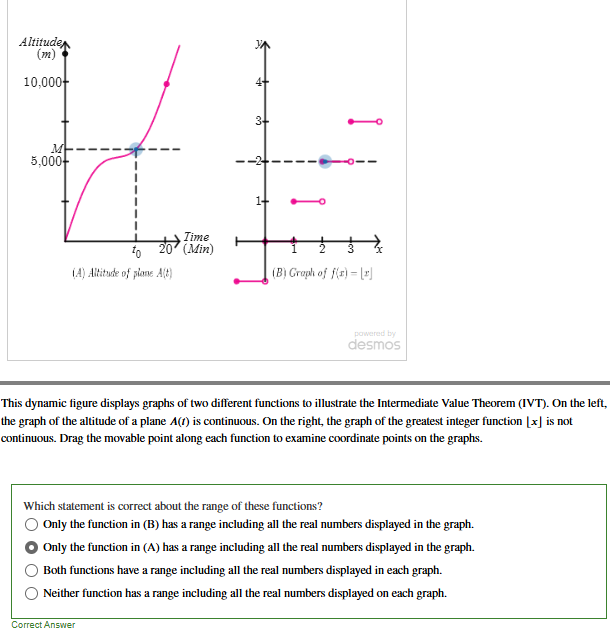 Altitude
(m)
10,000
M
5,000
t₀
20
Time
(Min)
(A) Altitude of plane A(t)
y
4
3
2
1
1 2 3 x
(B) Graph of f(x) = ⌊x⌋
powered by
desmos
This dynamic figure displays graphs of two different functions to illustrate the Intermediate Value Theorem (IVT). On the left,
the graph of the altitude of a plane A(t) is continuous. On the right, the graph of the greatest integer function ⌊x⌋ is not
continuous. Drag the movable point along each function to examine coordinate points on the graphs.
Which statement is correct about the range of these functions?
Only the function in (B) has a range including all the real numbers displayed in the graph.
Only the function in (A) has a range including all the real numbers displayed in the graph.
Both functions have a range including all the real numbers displayed in each graph.
Neither function has a range including all the real numbers displayed on each graph.
Correct Answer